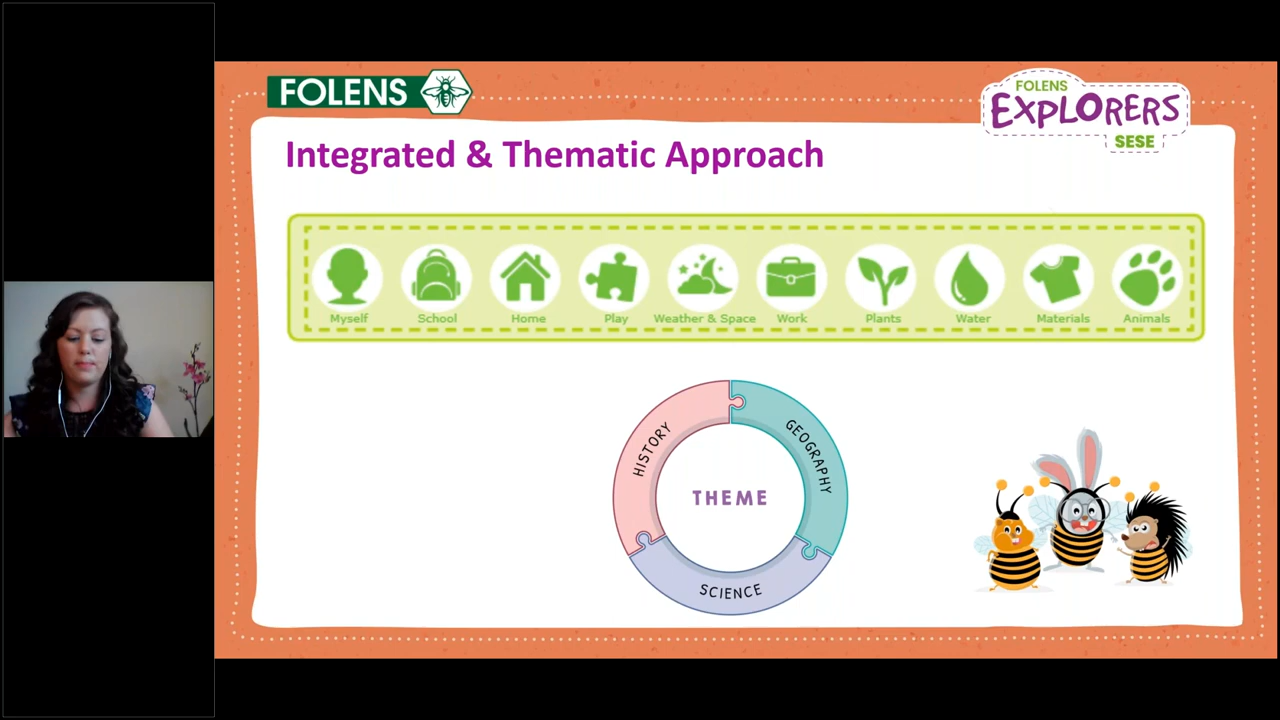 FOLENS
FOLENS
EXPLORERS
SESE
Integrated & Thematic Approach
Myself School Home Play Weather & Space Work Plants Water Materials Animals
HISTORY
GEOGRAPHY
THEME
SCIENCE